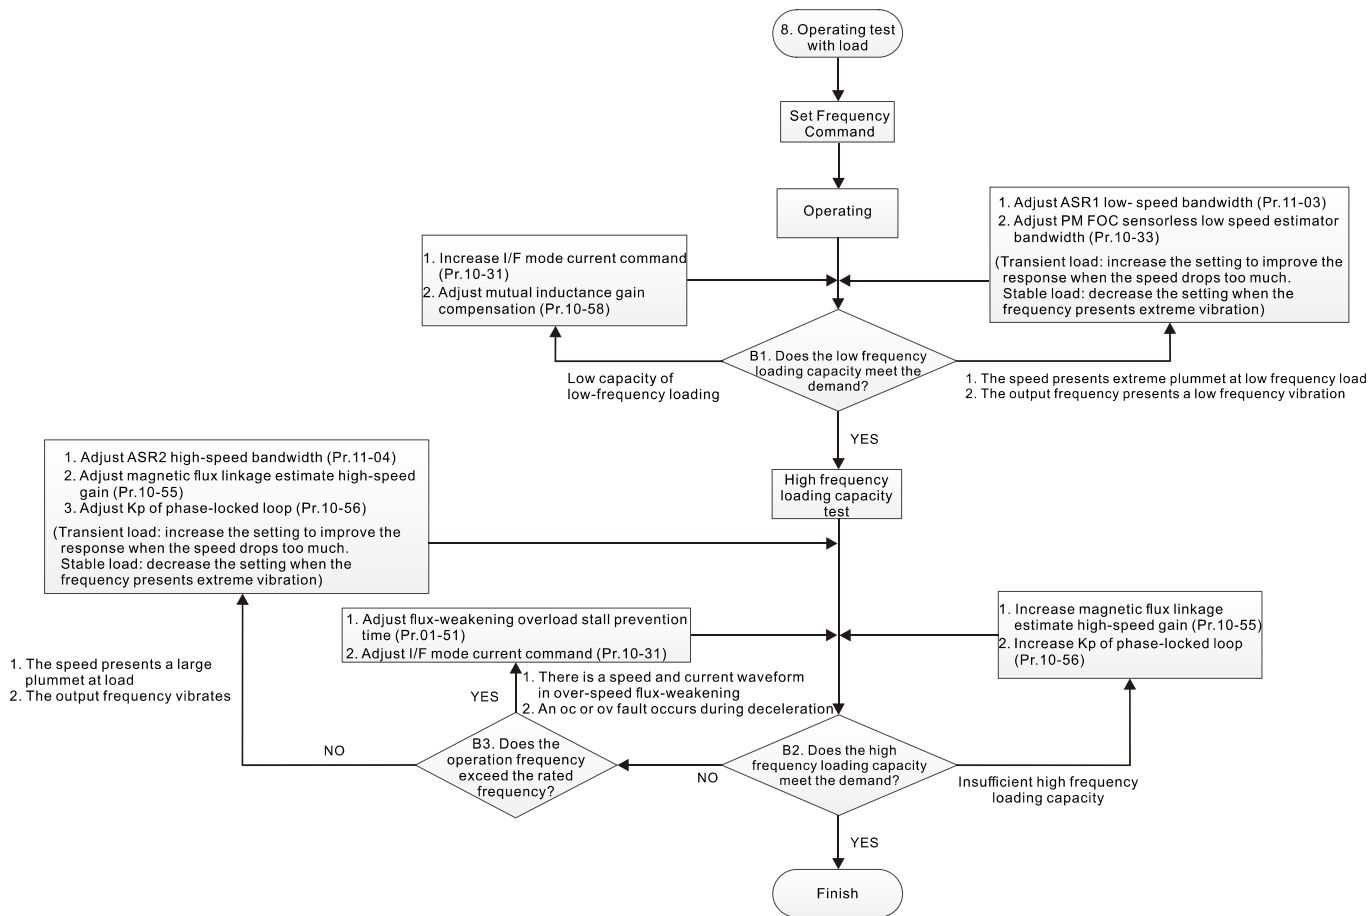 8. Operating test
with load
Set Frequency
Command
Operating
1. Increase I/F mode current command
(Pr.10-31)
2. Adjust mutual inductance gain
compensation (Pr.10-58)
1. Adjust ASR1 low- speed bandwidth (Pr.11-03)
2. Adjust PM FOC sensorless low speed estimator
bandwidth (Pr.10-33)
(Transient load: increase the setting to improve the
response when the speed drops too much.
Stable load: decrease the setting when the
frequency presents extreme vibration)
B1. Does the low frequency
loading capacity meet the
demand?
Low capacity of
low-frequency loading
1. The speed presents extreme plummet at low frequency load
2. The output frequency presents a low frequency vibration
YES
High frequency
loading capacity
test
1. Adjust ASR2 high-speed bandwidth (Pr.11-04)
2. Adjust magnetic flux linkage estimate high-speed
gain (Pr.10-55)
3. Adjust Kp of phase-locked loop (Pr.10-56)
(Transient load: increase the setting to improve the
response when the speed drops too much.
Stable load: decrease the setting when the
frequency presents extreme vibration)
1. Adjust flux-weakening overload stall prevention
time (Pr.01-51)
2. Adjust I/F mode current command (Pr.10-31)
1. Increase magnetic flux linkage
estimate high-speed gain (Pr.10-55)
2. Increase Kp of phase-locked loop
(Pr.10-56)
1. The speed presents a large
plummet at load
2. The output frequency vibrates
YES
1. There is a speed and current waveform
in over-speed flux-weakening
2. An oc or ov fault occurs during deceleration
NO
B3. Does the
operation frequency
exceed the rated
frequency?
NO
B2. Does the high
frequency loading capacity
meet the demand?
Insufficient high frequency
loading capacity
YES
Finish